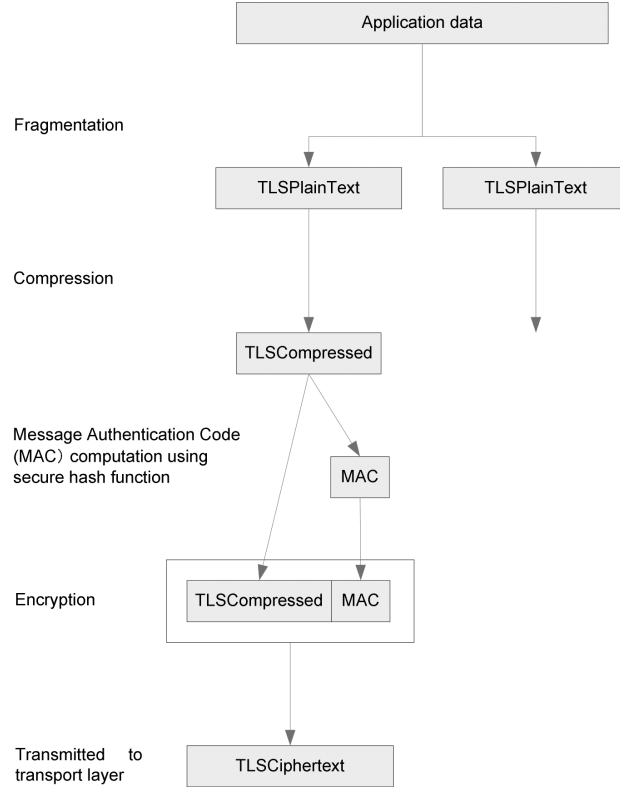 Application data
Fragmentation
TLSPlainText TLSPlainText
Compression
TLSCompressed
Message Authentication Code
(MAC） computation using
secure hash function
MAC
Encryption
TLSCompressed MAC
Transmitted to
transport layer
TLSCiphertext